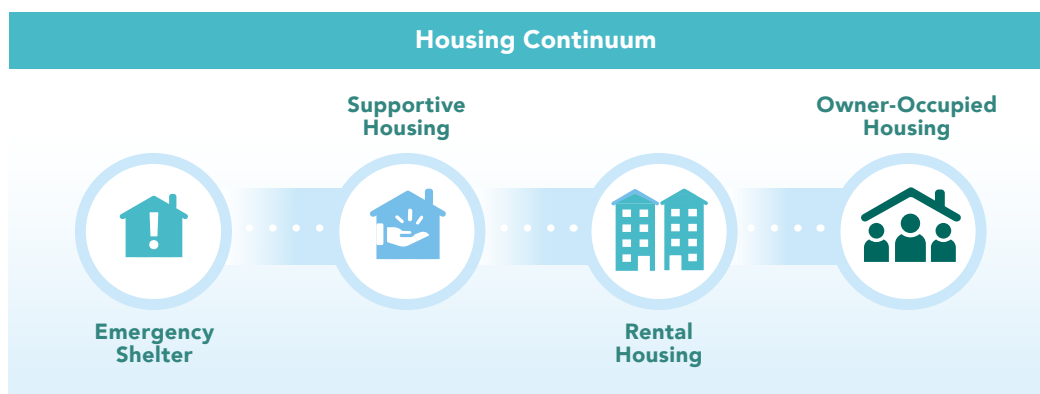 Housing Continuum
Emergency
Shelter
Supportive
Housing
Rental
Housing
Owner-Occupied
Housing